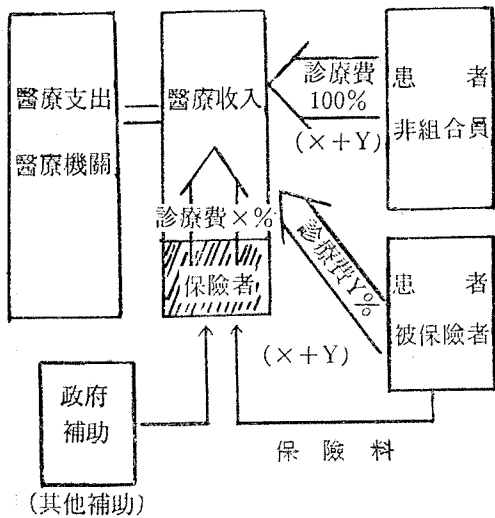 醫療支出
醫療機關
醫療收入
診療費
100%
(×+Y)
患 者
非組合員
診療費×%
保險者
診療費Y%
患 者
被保險者
(×+Y)
政府
補助
保 險 料
(其他補助)